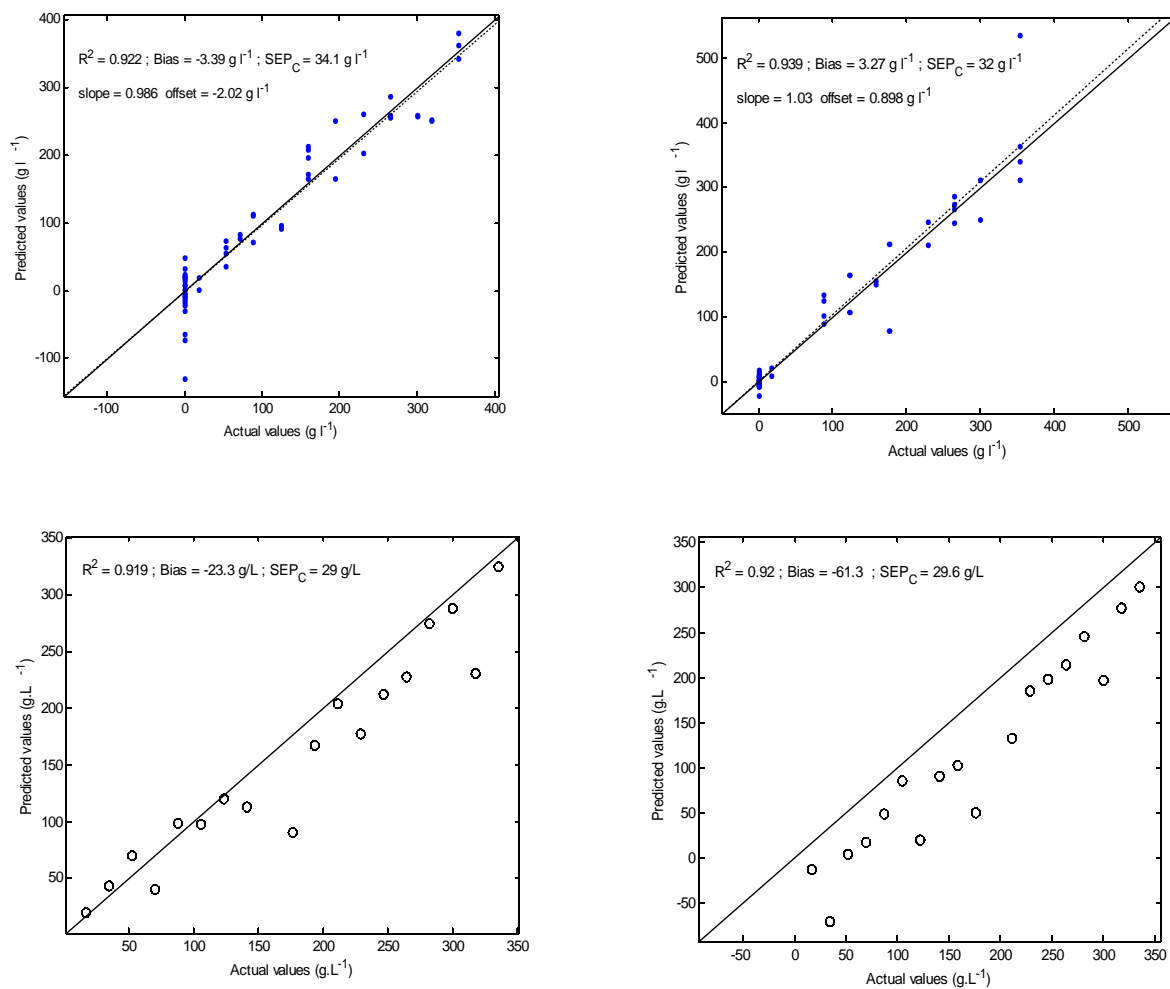 400
300
200
100
0
-100
R² = 0.922 ; Bias = -3.39 g l⁻¹ ; SEP_C = 34.1 g l⁻¹
slope = 0.986 offset = -2.02 g l⁻¹
Predicted values (g l ⁻¹)
-100 0 100 200 300 400
Actual values (g l⁻¹)
500
400
300
200
100
0
R² = 0.939 ; Bias = 3.27 g l⁻¹ ; SEP_C = 32 g l⁻¹
slope = 1.03 offset = 0.898 g l⁻¹
Predicted values (g l ⁻¹)
0 100 200 300 400 500
Actual values (g l⁻¹)
350
300
250
200
150
100
50
R² = 0.919 ; Bias = -23.3 g/L ; SEP_C = 29 g/L
Predicted values (g.L ⁻¹)
50 100 150 200 250 300 350
Actual values (g.L⁻¹)
350
300
250
200
150
100
50
0
-50
R² = 0.92 ; Bias = -61.3 ; SEP_C = 29.6 g/L
Predicted values (g.L ⁻¹)
-50 0 50 100 150 200 250 300 350
Actual values (g.L⁻¹)